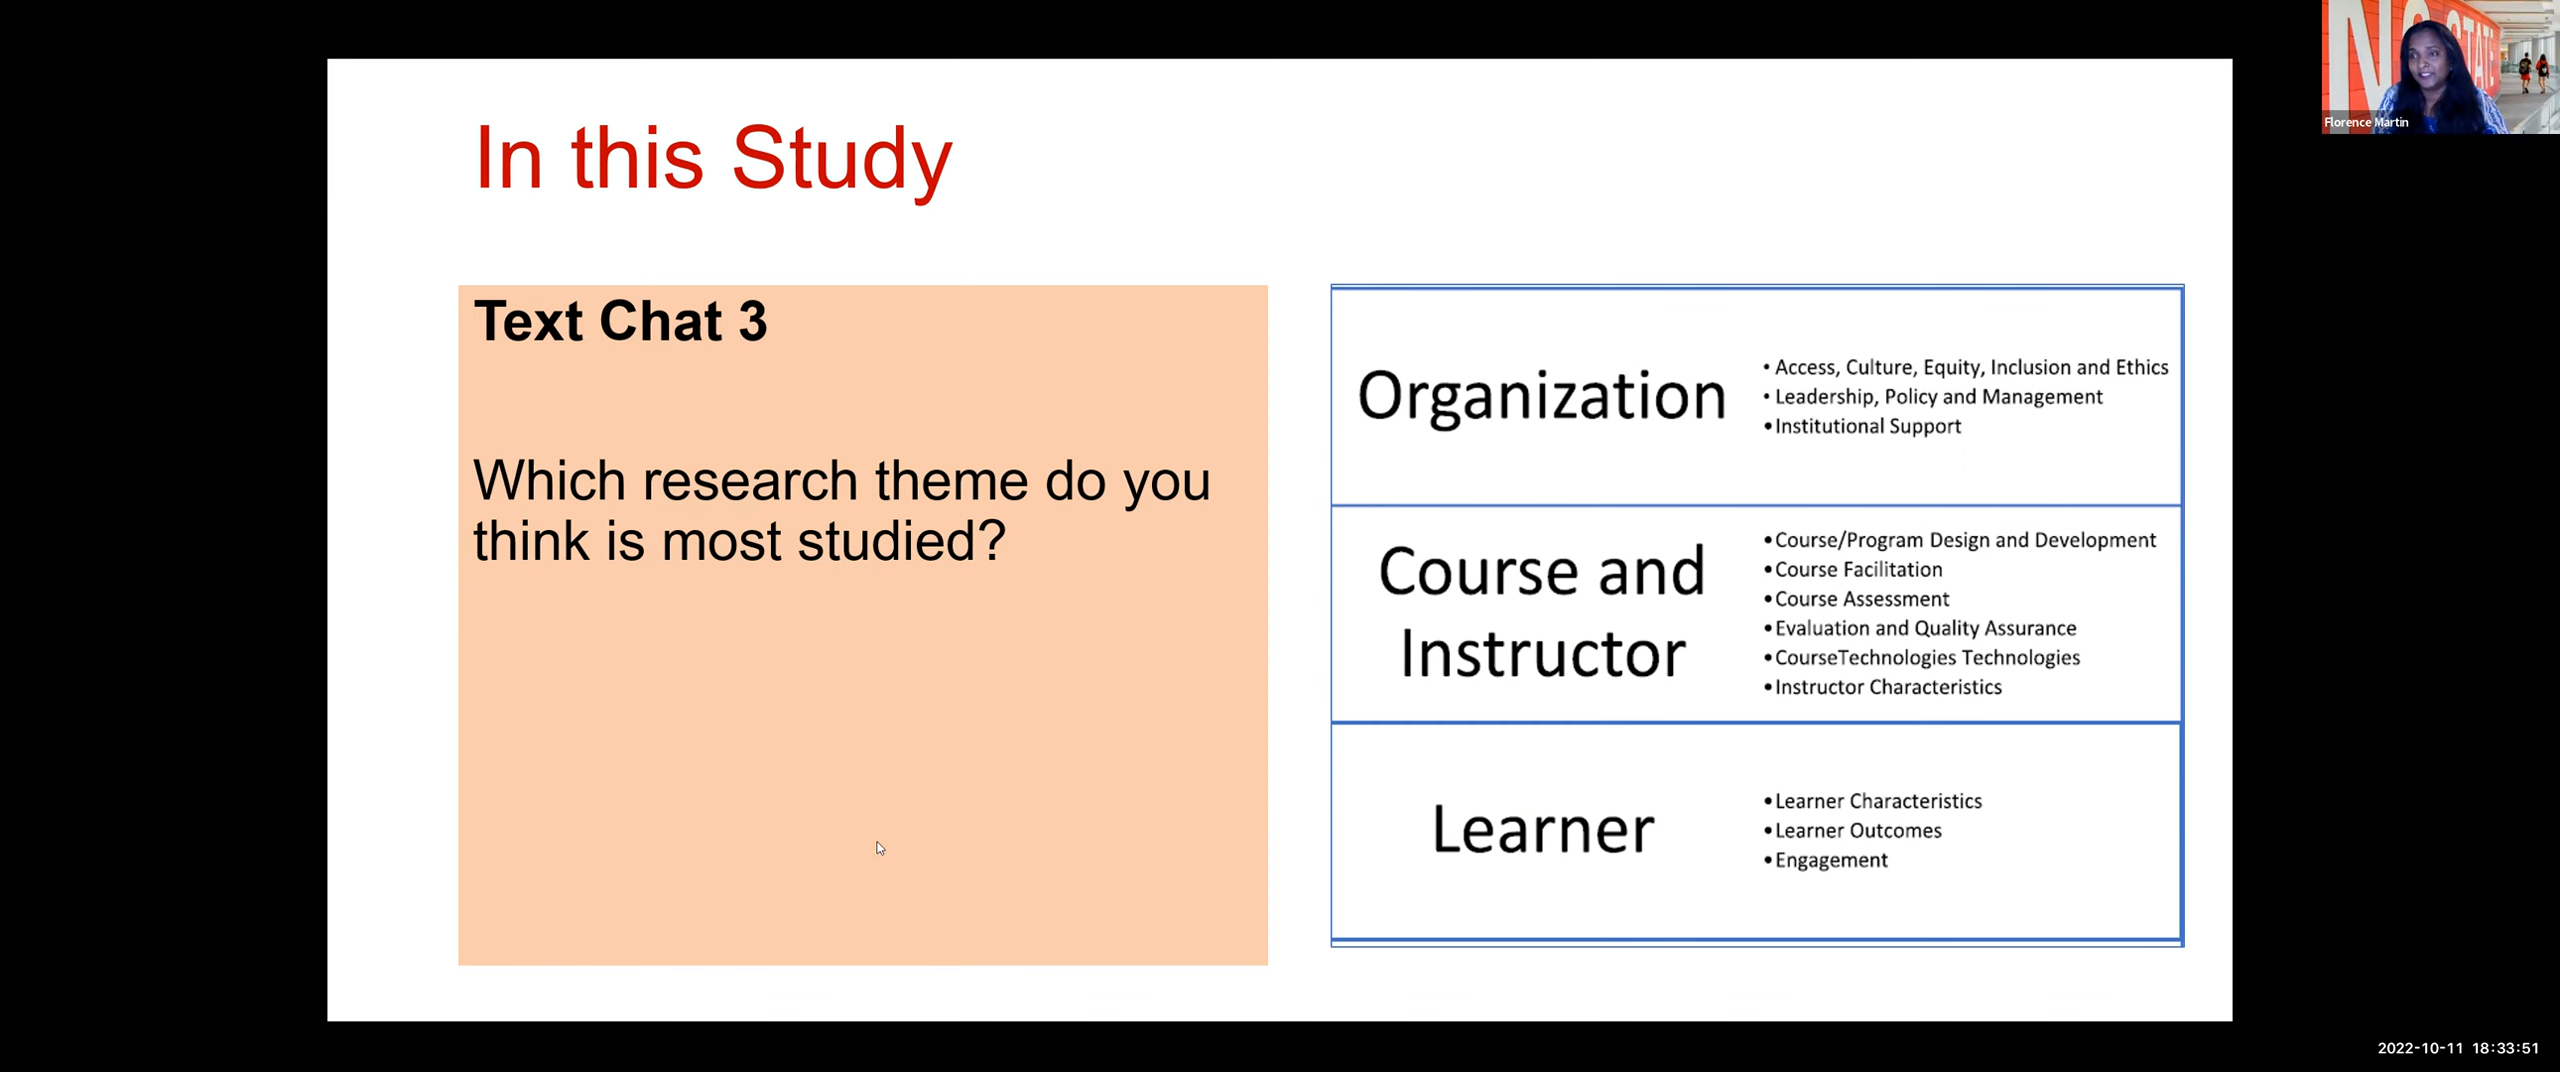 In this Study
Text Chat 3
Which research theme do you
think is most studied?
Organization
• Access, Culture, Equity, Inclusion and Ethics
• Leadership, Policy and Management
•Institutional Support
Course and
Instructor
•Course/Program Design and Development
•Course Facilitation
•Course Assessment
•Evaluation and Quality Assurance
•CourseTechnologies Technologies
•Instructor Characteristics
Learner
•Learner Characteristics
•Learner Outcomes
•Engagement
Florence Martin
2022-10-11 18:33:51